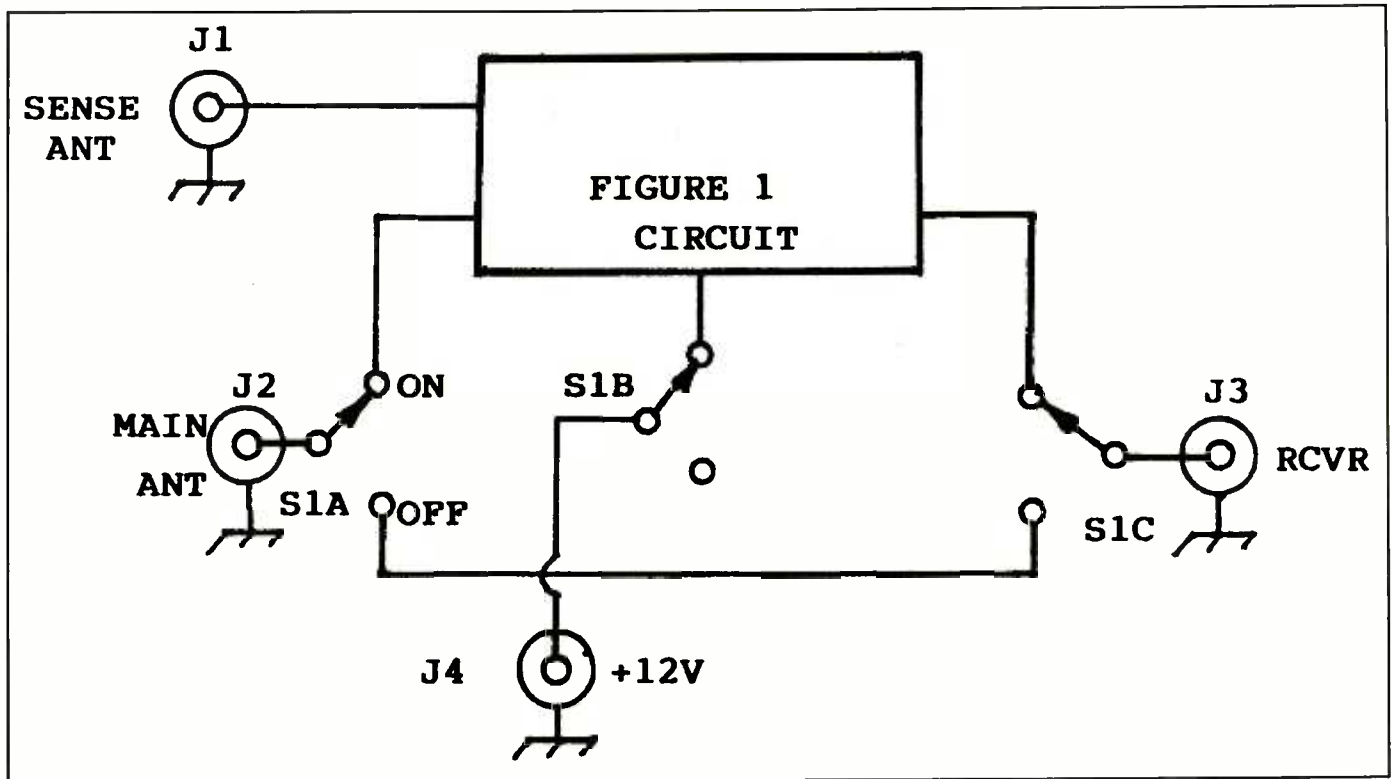 J1
SENSE
ANT
FIGURE 1
CIRCUIT
J2
ON
MAIN
ANT
S1A
OFF
S1B
J3
RCVR
S1C
J4
+12V